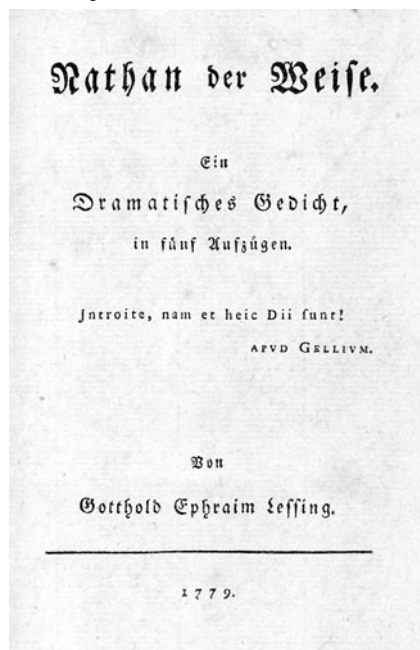 Nathan der Weiſe.
Ein
Dramatiſches Gedicht,
in fünf Aufzügen.
Jntroite, nam et heic Dii ſunt!
APVD GELLIVM.
Von
Gotthold Ephraim Leſſing.
1779.